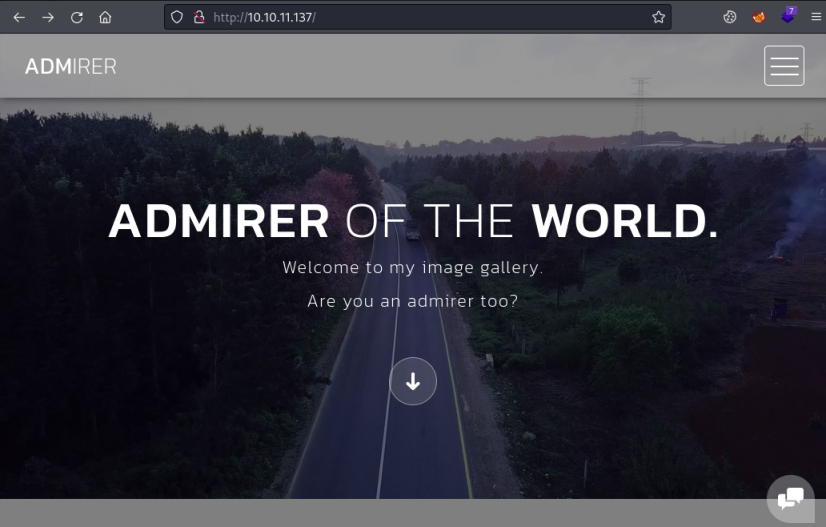 http://10.10.11.137/
7
ADMIRER
ADMIRER OF THE WORLD.
Welcome to my image gallery.
Are you an admirer too?